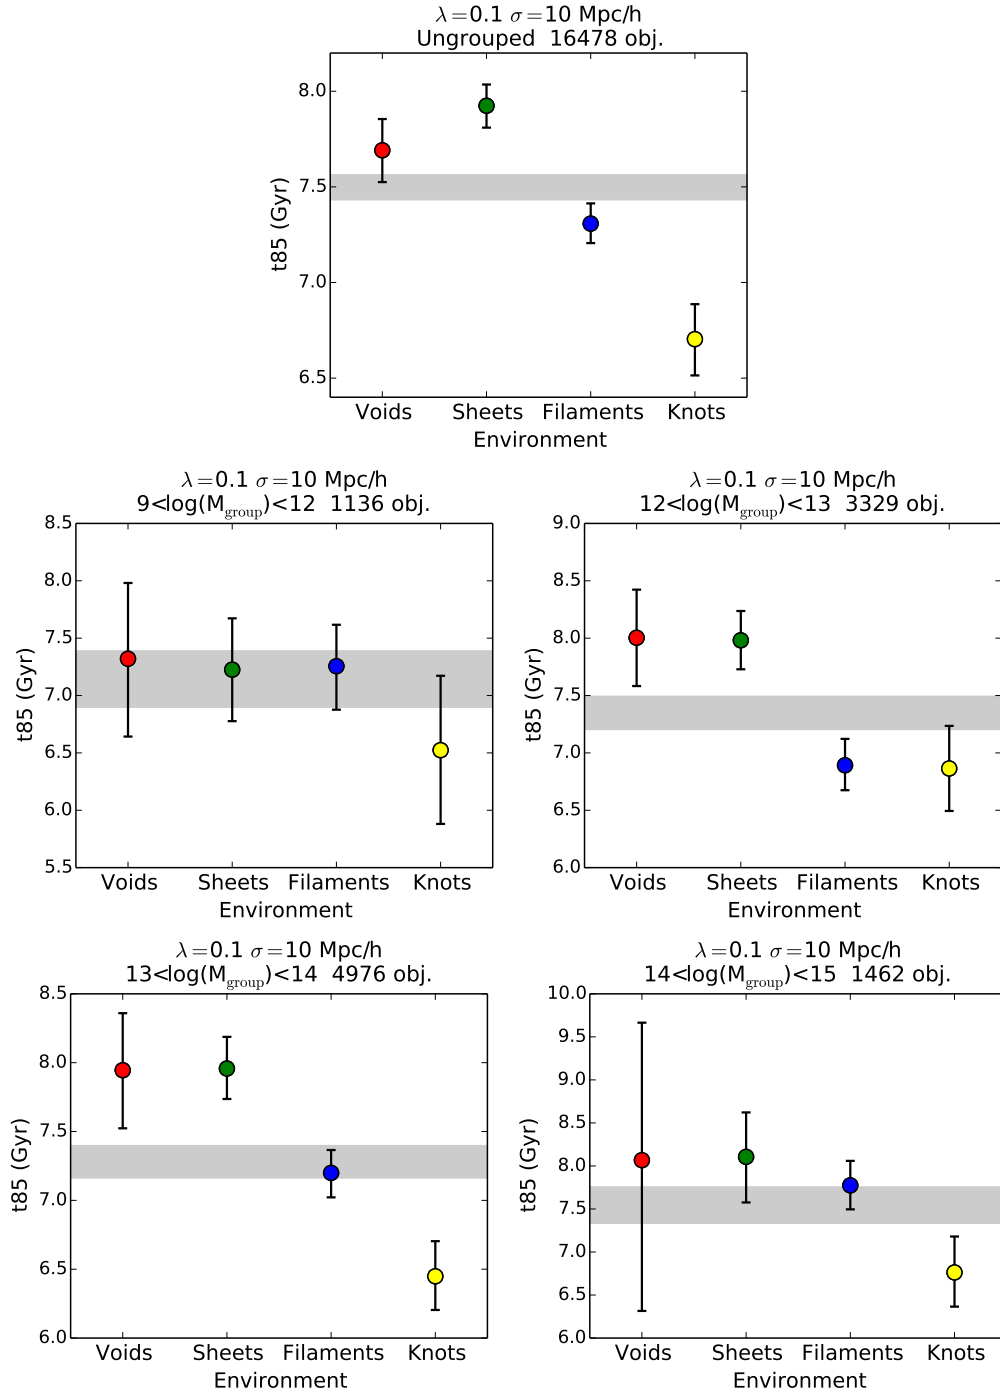 λ=0.1 σ=10 Mpc/h
Ungrouped 16478 obj.
t85 (Gyr)
8.0
7.5
7.0
6.5
Voids Sheets Filaments Knots
Environment
λ=0.1 σ=10 Mpc/h
9<log(M_group)<12 1136 obj.
t85 (Gyr)
8.5
8.0
7.5
7.0
6.5
6.0
5.5
Voids Sheets Filaments Knots
Environment
λ=0.1 σ=10 Mpc/h
12<log(M_group)<13 3329 obj.
t85 (Gyr)
9.0
8.5
8.0
7.5
7.0
6.5
6.0
Voids Sheets Filaments Knots
Environment
λ=0.1 σ=10 Mpc/h
13<log(M_group)<14 4976 obj.
t85 (Gyr)
8.5
8.0
7.5
7.0
6.5
6.0
Voids Sheets Filaments Knots
Environment
λ=0.1 σ=10 Mpc/h
14<log(M_group)<15 1462 obj.
t85 (Gyr)
10.0
9.5
9.0
8.5
8.0
7.5
7.0
6.5
6.0
Voids Sheets Filaments Knots
Environment